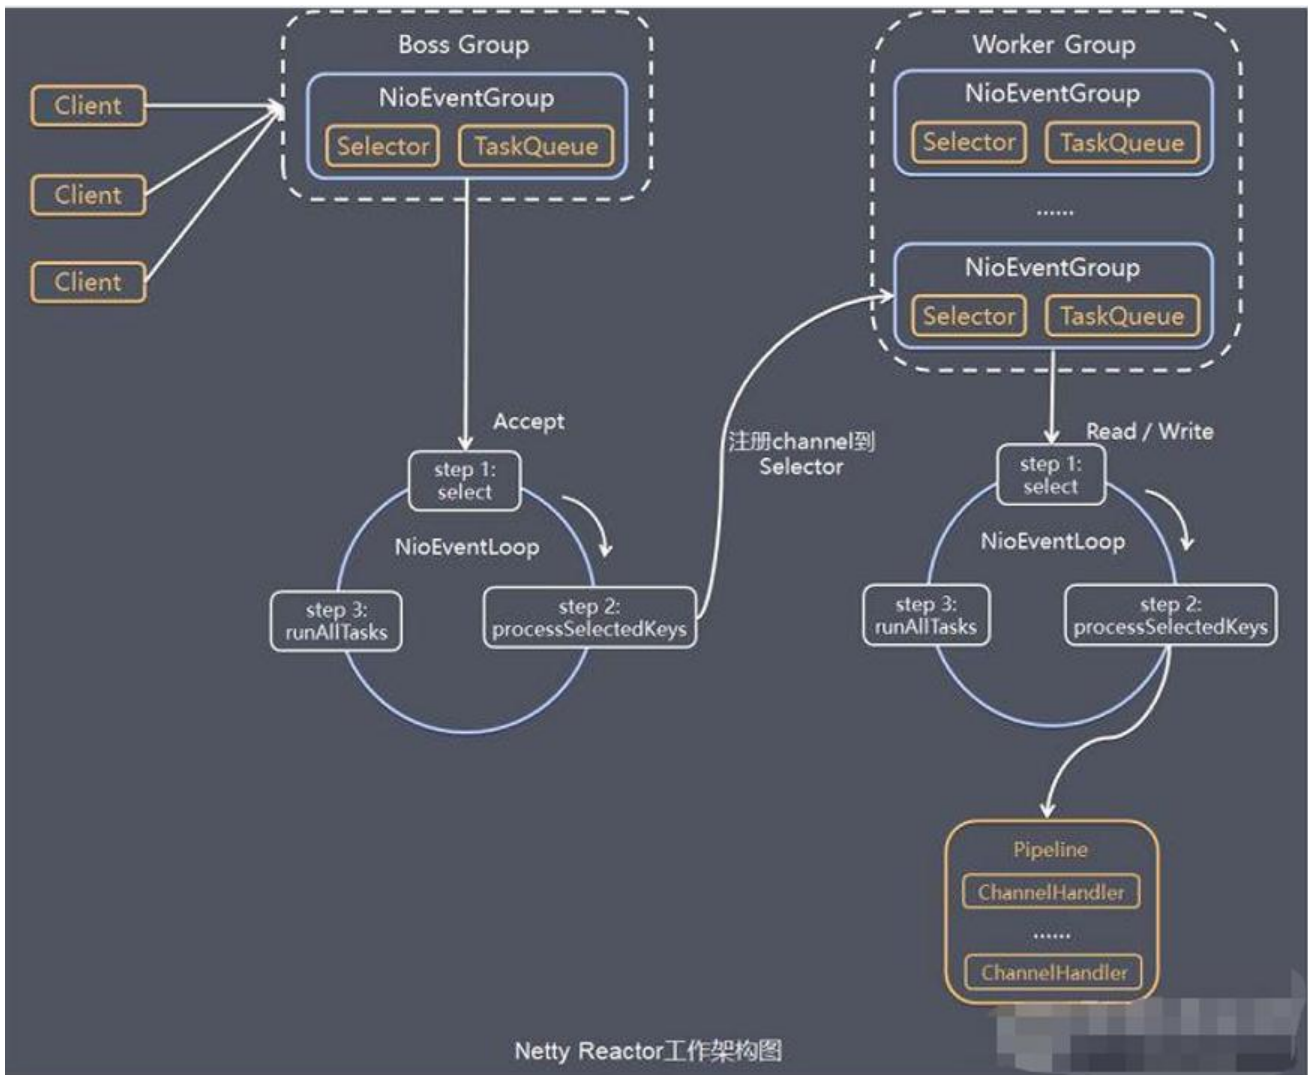 Boss Group
NioEventGroup
Selector
TaskQueue
Client
Client
Client
Accept
step 1:
select
NioEventLoop
step 2:
processSelectedKeys
step 3:
runAllTasks
注册channel到
Selector
Worker Group
NioEventGroup
Selector
TaskQueue
......
NioEventGroup
Selector
TaskQueue
Read / Write
step 1:
select
NioEventLoop
step 2:
processSelectedKeys
step 3:
runAllTasks
Pipeline
ChannelHandler
......
ChannelHandler
Netty Reactor工作架构图